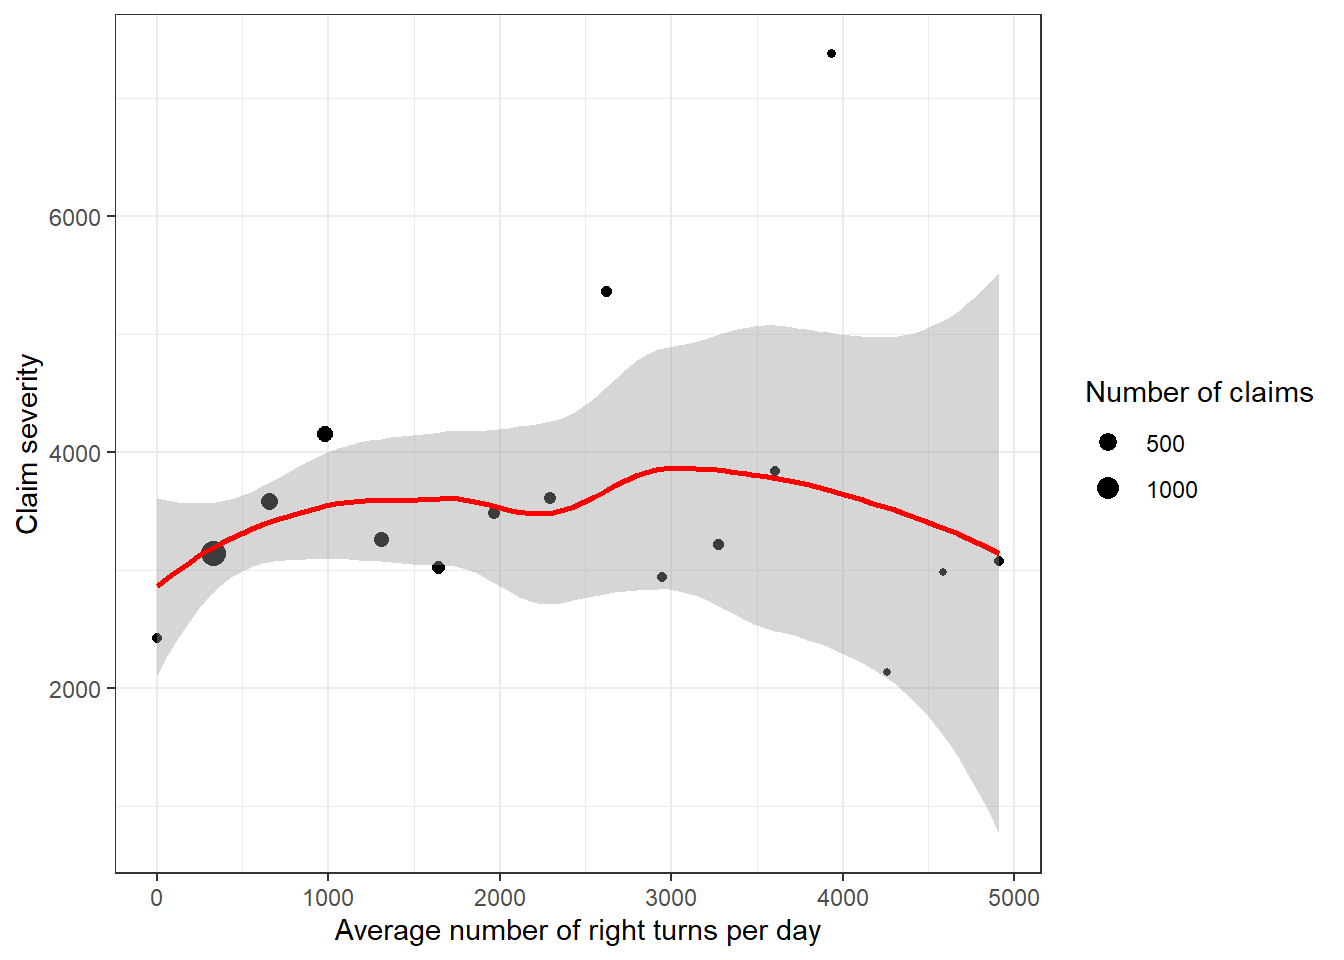 Claim severity
6000
4000
2000
0 1000 2000 3000 4000 5000
Average number of right turns per day
Number of claims
500
1000